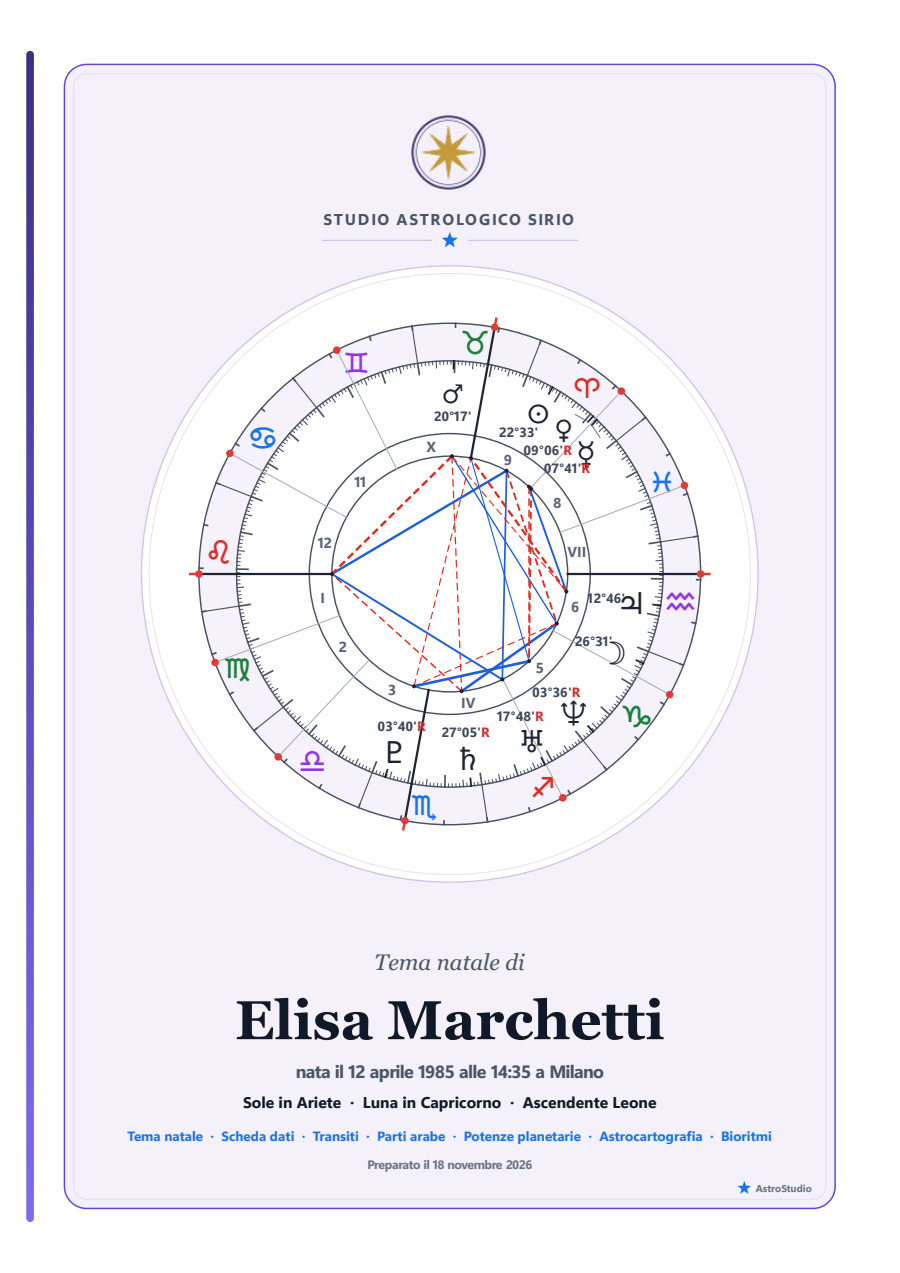 STUDIO ASTROLOGICO SIRIO
♊ ♉ ♈
♂ 20°17'
☉ 22°33'
♀ 09°06'R
☿ 07°41'R
X 9
♋ 11 8 ♓
12 VII
♌
I 6 12°46' ♃ ♒
2 26°31' ☽
♍ 3 IV 5
03°36'R ♆ ♑
17°48'R ♅
03°40'R ♇
27°05'R ♄
♎ ♏ ♐
Tema natale di
Elisa Marchetti
nata il 12 aprile 1985 alle 14:35 a Milano
Sole in Ariete · Luna in Capricorno · Ascendente Leone
Tema natale · Scheda dati · Transiti · Parti arabe · Potenze planetarie · Astrocartografia · Bioritmi
Preparato il 18 novembre 2026
AstroStudio